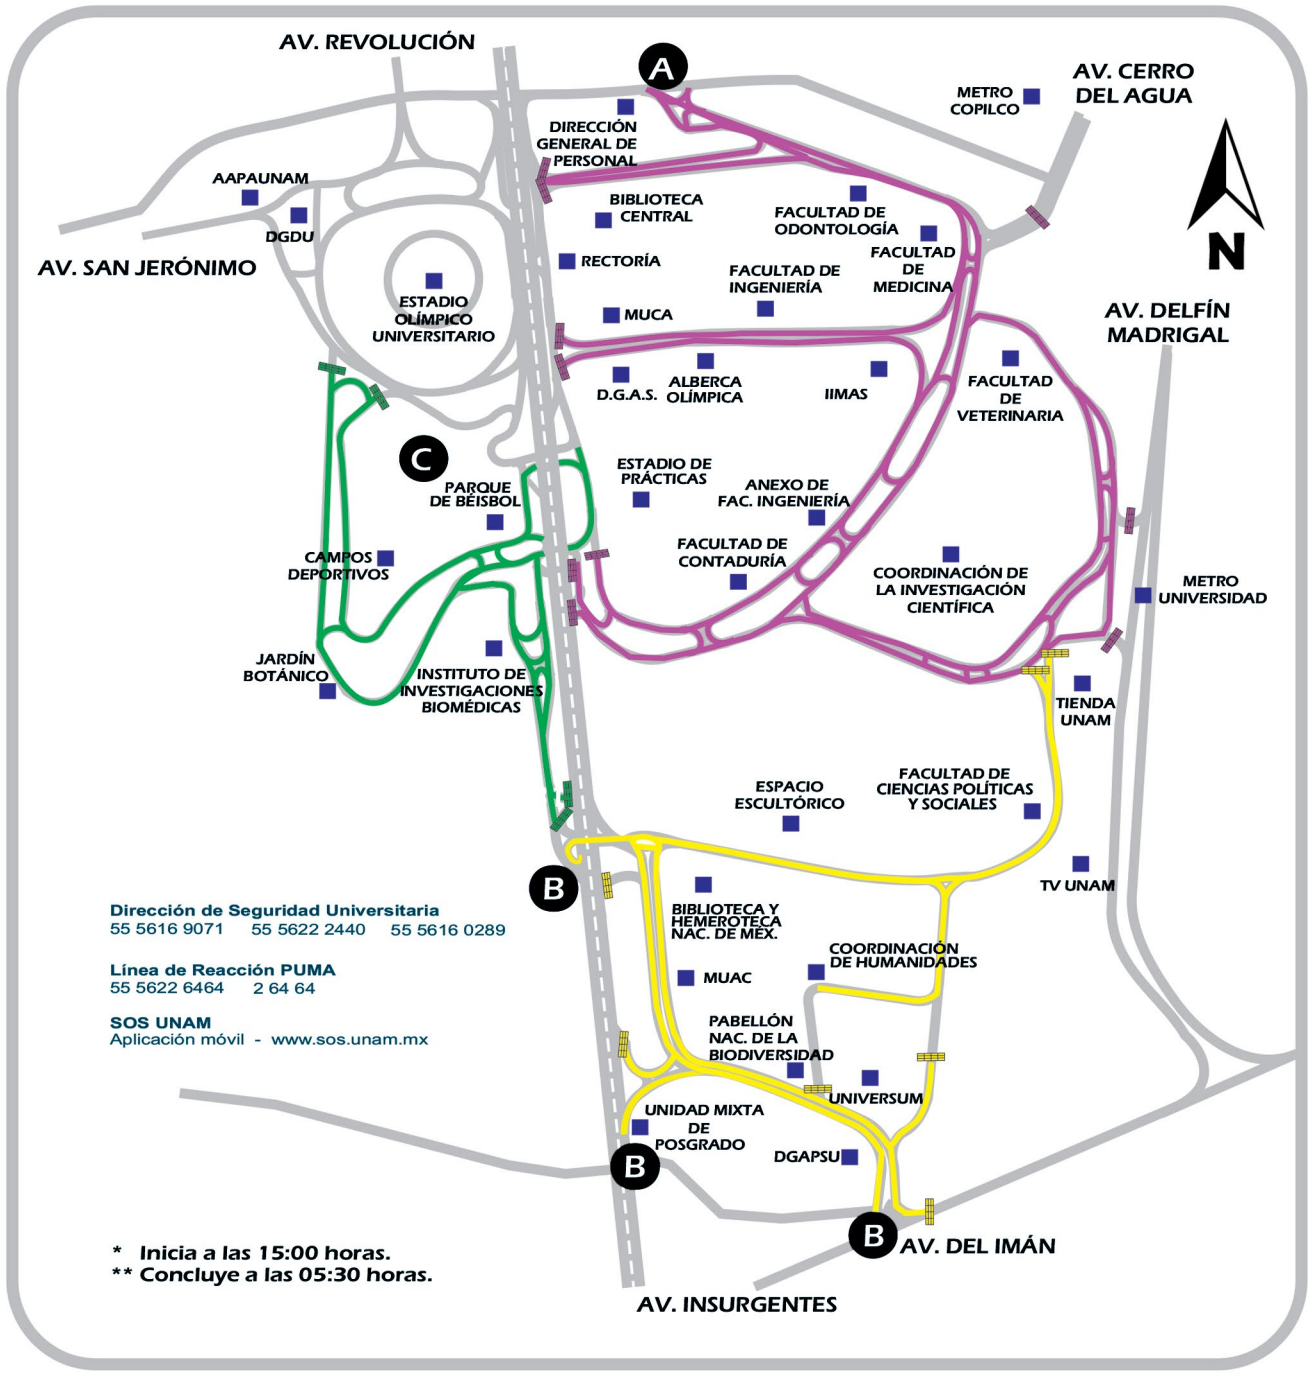 AV. REVOLUCIÓN
A
METRO
COPILCO
AV. CERRO
DEL AGUA
DIRECCIÓN
GENERAL DE
PERSONAL
AAPAUNAM
DGDU
BIBLIOTECA
CENTRAL
FACULTAD DE
ODONTOLOGÍA
FACULTAD
DE
MEDICINA
N
AV. SAN JERÓNIMO
RECTORÍA
FACULTAD DE
INGENIERÍA
ESTADIO
OLÍMPICO
UNIVERSITARIO
MUCA
AV. DELFÍN
MADRIGAL
D.G.A.S.
ALBERCA
OLÍMPICA
IIMAS
FACULTAD
DE
VETERINARIA
C
PARQUE
DE BÉISBOL
ESTADIO DE
PRÁCTICAS
ANEXO DE
FAC. INGENIERÍA
CAMPOS
DEPORTIVOS
FACULTAD DE
CONTADURÍA
COORDINACIÓN DE
LA INVESTIGACIÓN
CIENTÍFICA
METRO
UNIVERSIDAD
JARDÍN
BOTÁNICO
INSTITUTO DE
INVESTIGACIONES
BIOMÉDICAS
TIENDA
UNAM
ESPACIO
ESCULTÓRICO
FACULTAD DE
CIENCIAS POLÍTICAS
Y SOCIALES
TV UNAM
B
BIBLIOTECA Y
HEMEROTECA
NAC. DE MÉX.
Dirección de Seguridad Universitaria
55 5616 9071 55 5622 2440 55 5616 0289
COORDINACIÓN
DE HUMANIDADES
Línea de Reacción PUMA
55 5622 6464 2 64 64
MUAC
SOS UNAM
Aplicación móvil - www.sos.unam.mx
PABELLÓN
NAC. DE LA
BIODIVERSIDAD
UNIVERSUM
UNIDAD MIXTA
DE
POSGRADO
DGAPSU
B
B
AV. DEL IMÁN
* Inicia a las 15:00 horas.
** Concluye a las 05:30 horas.
AV. INSURGENTES